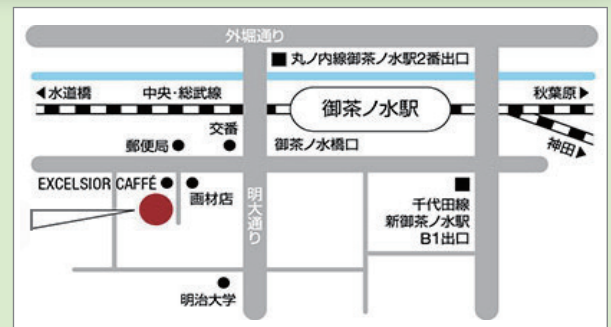 外堀通り
丸ノ内線御茶ノ水駅2番出口
水道橋
中央・総武線
御茶ノ水駅
秋葉原
神田
交番
郵便局
御茶ノ水橋口
EXCELSIOR CAFFÉ
画材店
明大通り
千代田線
新御茶ノ水駅
B1出口
明治大学